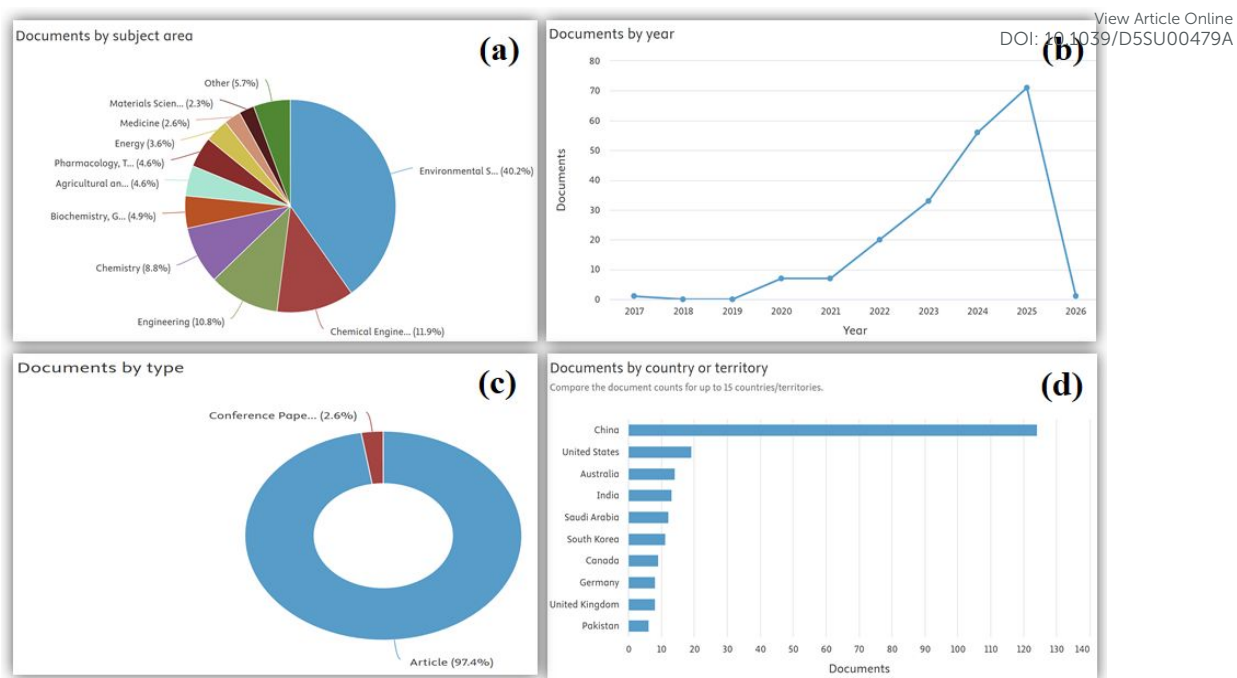 View Article Online
DOI: 10.1039/D5SU00479A
Documents by subject area
(a)
Other (5.7%)
Materials Scien... (2.3%)
Medicine (2.6%)
Energy (3.6%)
Pharmacology, T... (4.6%)
Agricultural an... (4.6%)
Biochemistry, G... (4.9%)
Chemistry (8.8%)
Engineering (10.8%)
Chemical Engine... (11.9%)
Environmental S... (40.2%)
Documents by year
(b)
Documents
80
70
60
50
40
30
20
10
0
2017 2018 2019 2020 2021 2022 2023 2024 2025 2026
Year
Documents by type
(c)
Conference Pape... (2.6%)
Article (97.4%)
Documents by country or territory
(d)
Compare the document counts for up to 15 countries/territories.
China
United States
Australia
India
Saudi Arabia
South Korea
Canada
Germany
United Kingdom
Pakistan
0 10 20 30 40 50 60 70 80 90 100 110 120 130 140
Documents